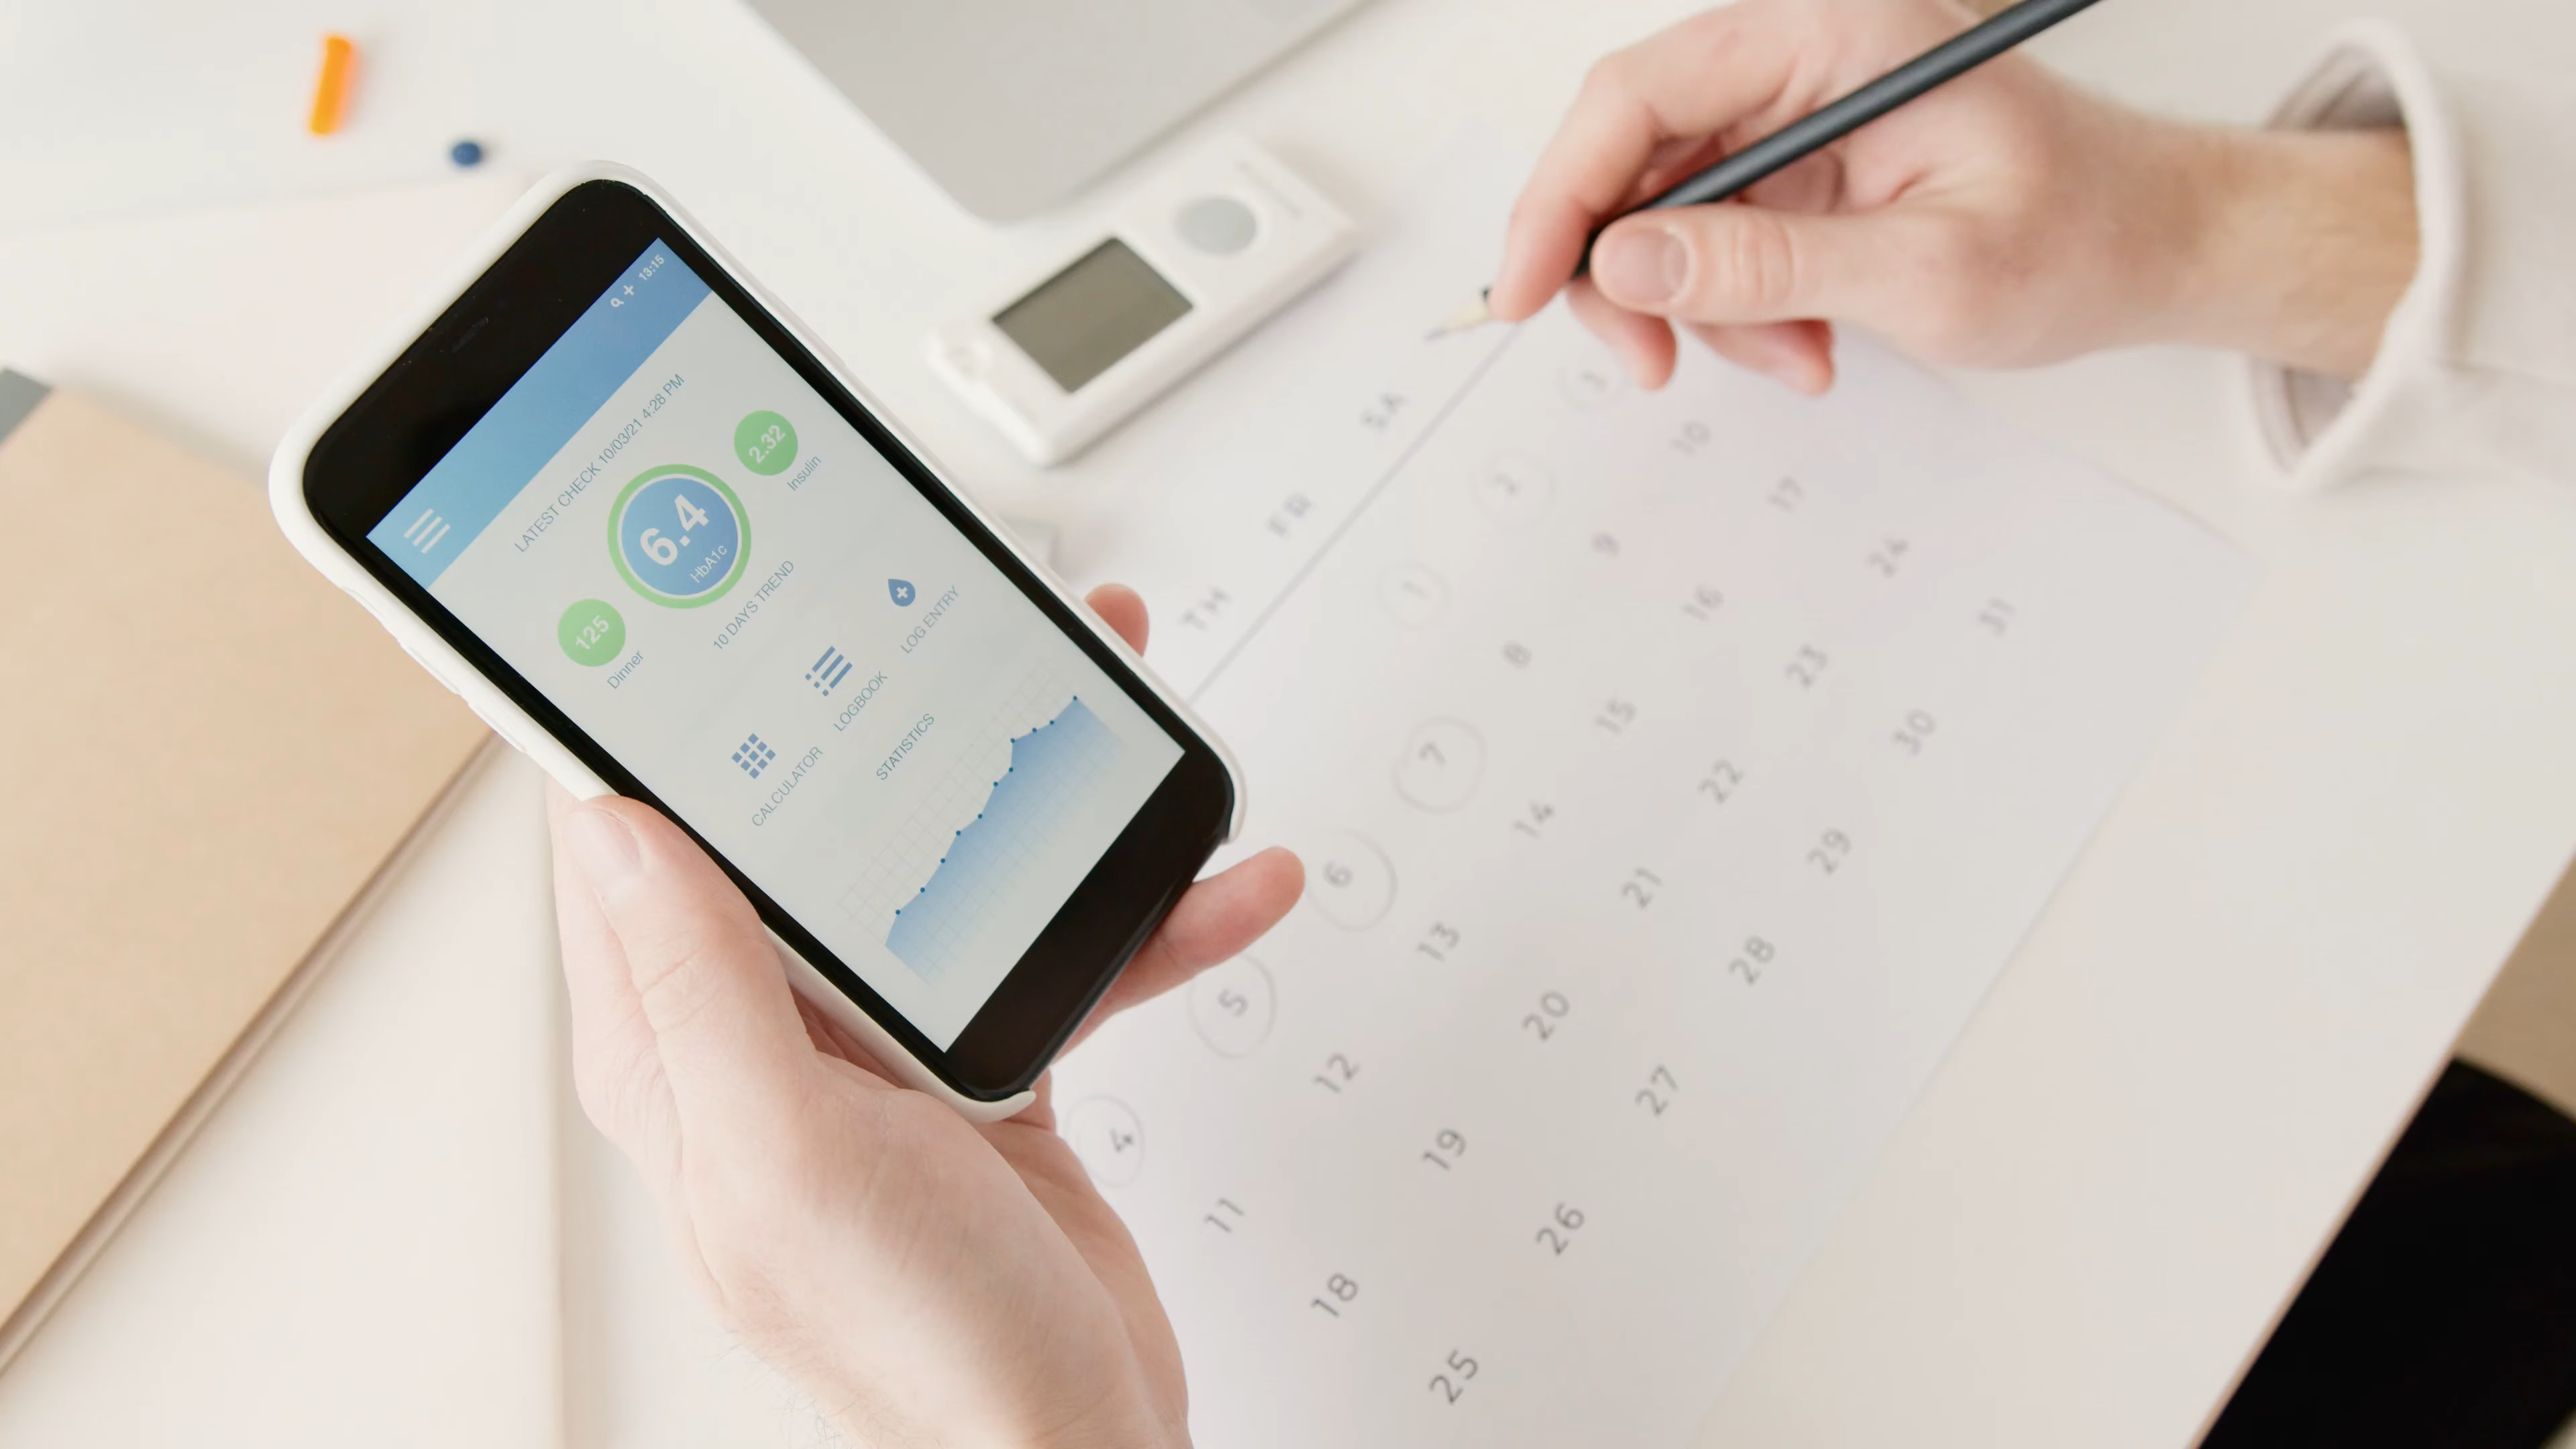 13:15
LATEST CHECK 10/03/21 4:28 PM
125
6.4
HbA1c
2.32
Dinner
Insulin
10 DAYS TREND
CALCULATOR
LOGBOOK
LOG ENTRY
STATISTICS
TH FR SA
1 2 3
4 5 6 7 8 9 10
11 12 13 14 15 16 17
18 19 20 21 22 23 24
25 26 27 28 29 30 31